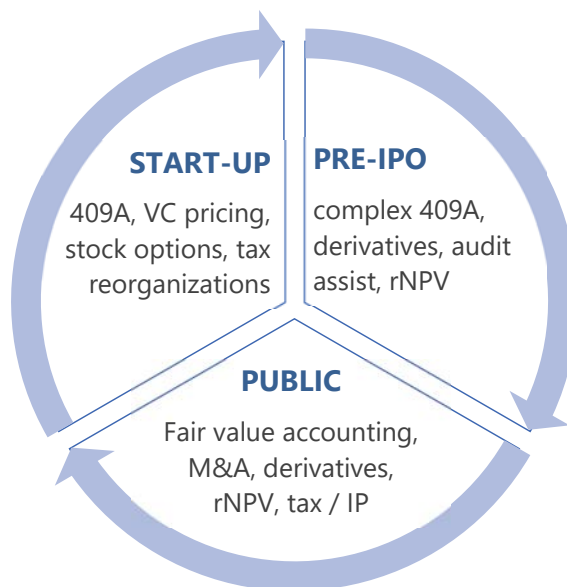 START-UP
409A, VC pricing,
stock options, tax
reorganizations
PRE-IPO
complex 409A,
derivatives, audit
assist, rNPV
PUBLIC
Fair value accounting,
M&A, derivatives,
rNPV, tax / IP